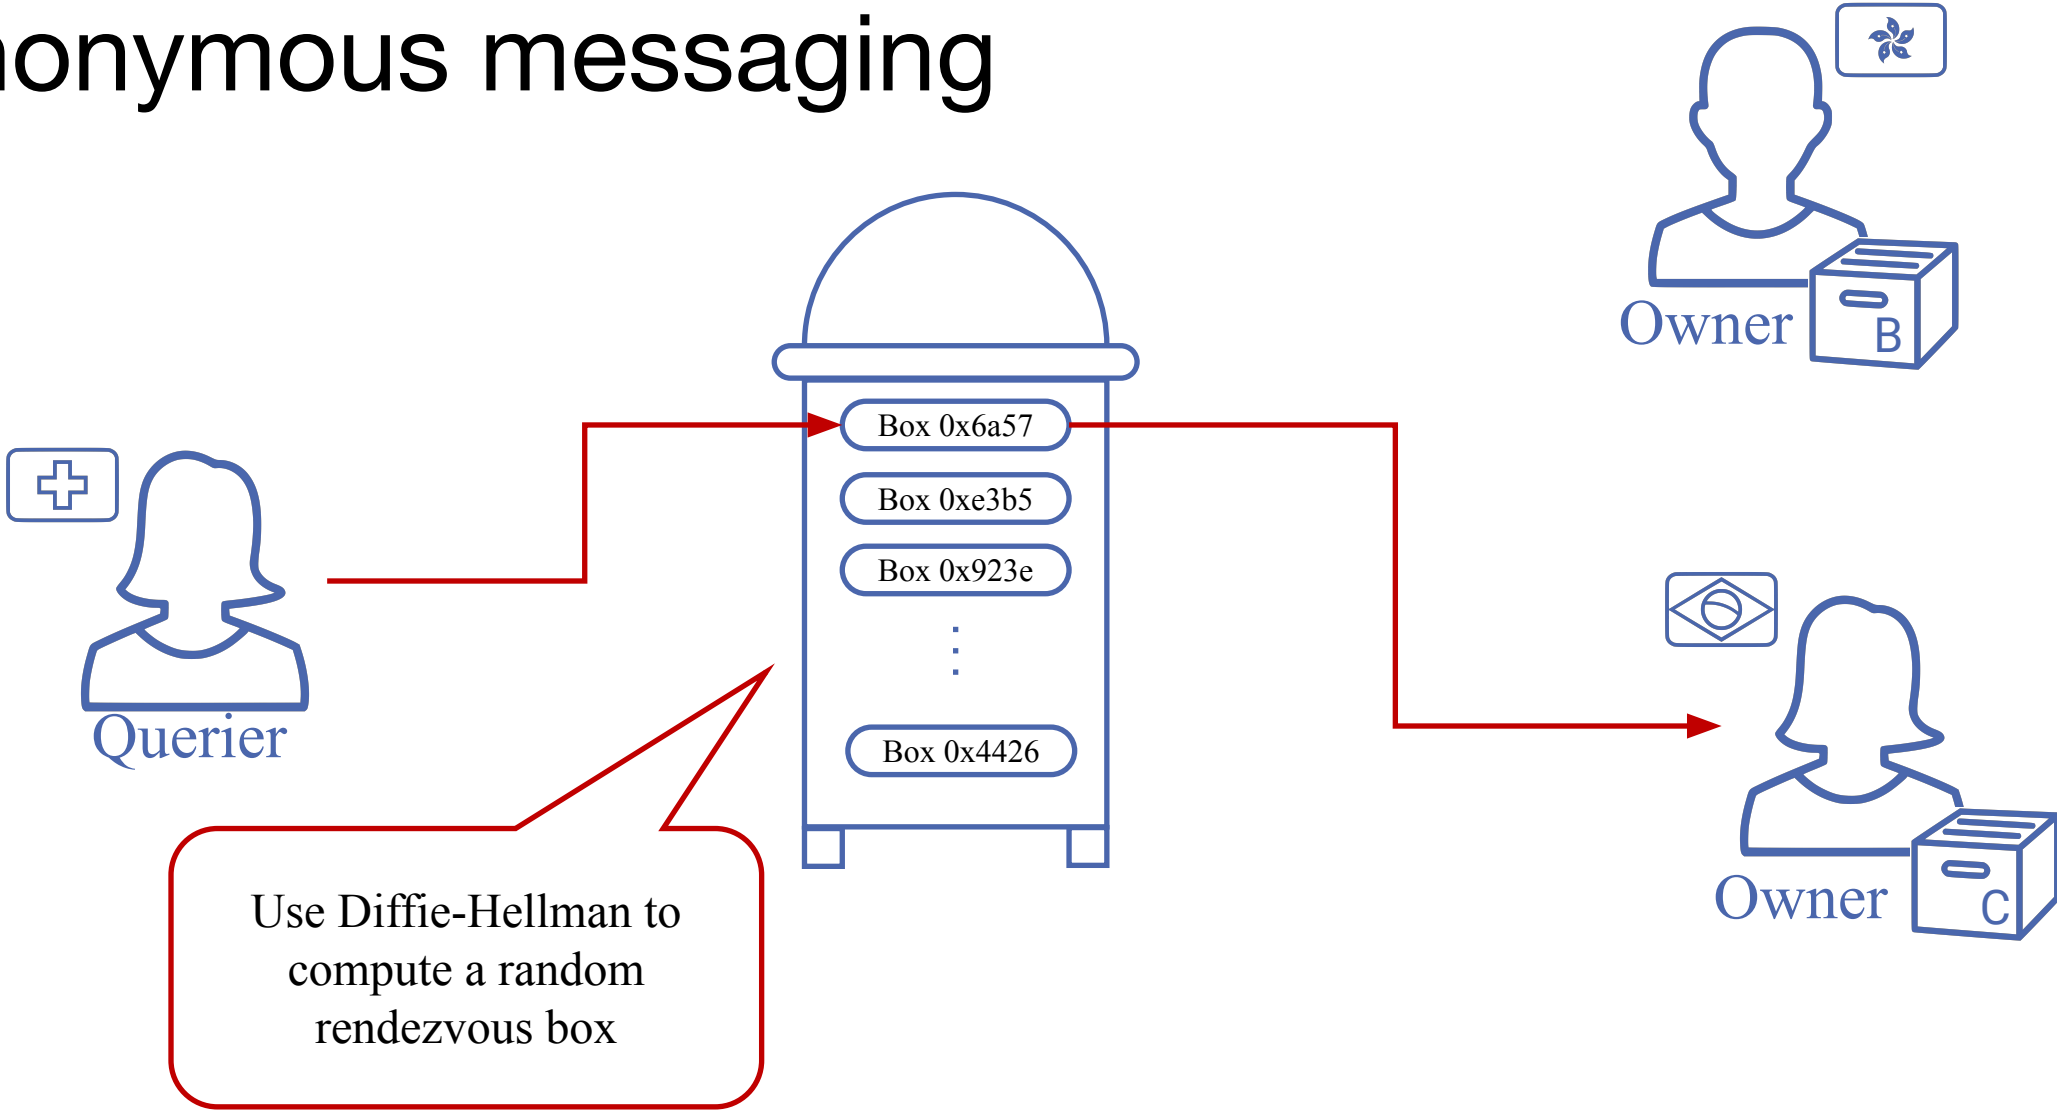 nonymous messaging
Box 0x6a57
Box 0xe3b5
Box 0x923e
Box 0x4426
Querier
Owner
B
Owner
C
Use Diffie-Hellman to
compute a random
rendezvous box